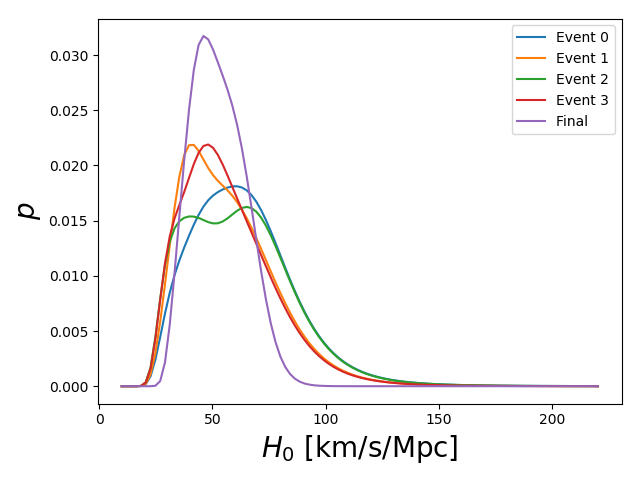 Event 0
Event 1
Event 2
Event 3
Final
0.030
0.025
0.020
0.015
0.010
0.005
0.000
p
0 50 100 150 200
H₀ [km/s/Mpc]